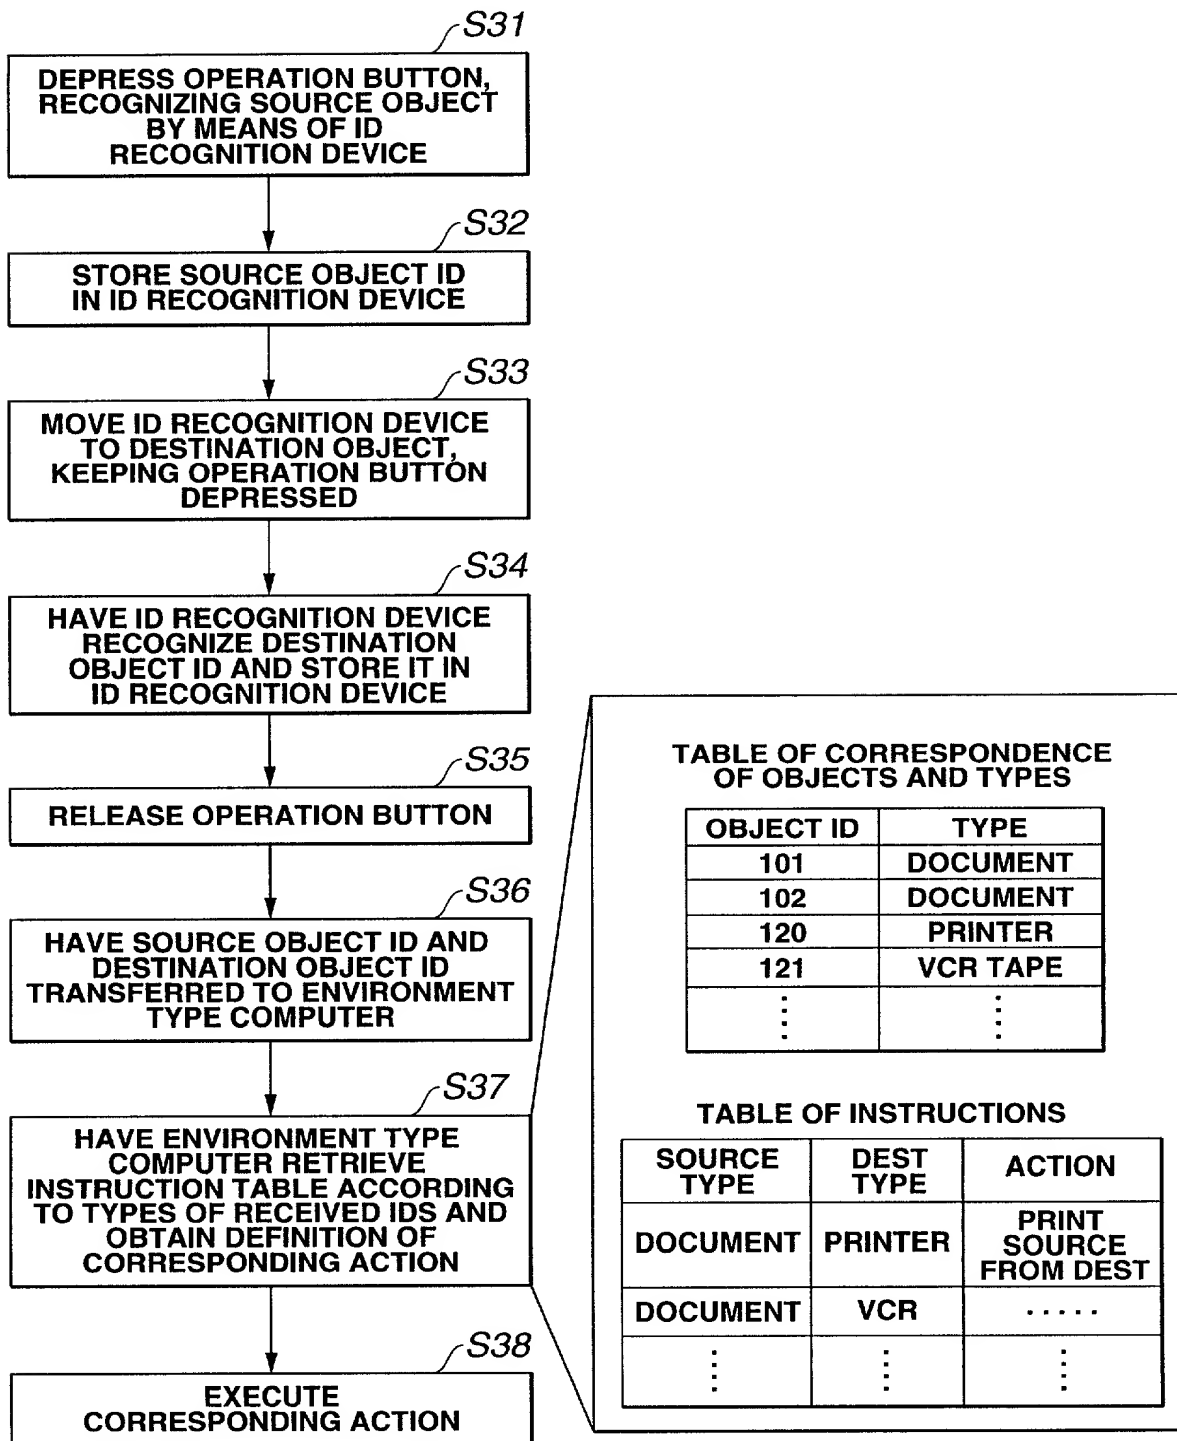 S31
DEPRESS OPERATION BUTTON,
RECOGNIZING SOURCE OBJECT
BY MEANS OF ID
RECOGNITION DEVICE
S32
STORE SOURCE OBJECT ID
IN ID RECOGNITION DEVICE
S33
MOVE ID RECOGNITION DEVICE
TO DESTINATION OBJECT,
KEEPING OPERATION BUTTON
DEPRESSED
S34
HAVE ID RECOGNITION DEVICE
RECOGNIZE DESTINATION
OBJECT ID AND STORE IT IN
ID RECOGNITION DEVICE
S35
RELEASE OPERATION BUTTON
S36
HAVE SOURCE OBJECT ID AND
DESTINATION OBJECT ID
TRANSFERRED TO ENVIRONMENT
TYPE COMPUTER
S37
HAVE ENVIRONMENT TYPE
COMPUTER RETRIEVE
INSTRUCTION TABLE ACCORDING
TO TYPES OF RECEIVED IDS AND
OBTAIN DEFINITION OF
CORRESPONDING ACTION
S38
EXECUTE
CORRESPONDING ACTION
TABLE OF CORRESPONDENCE
OF OBJECTS AND TYPES
OBJECT ID TYPE
101 DOCUMENT
102 DOCUMENT
120 PRINTER
121 VCR TAPE
TABLE OF INSTRUCTIONS
SOURCE TYPE DEST TYPE ACTION
DOCUMENT PRINTER PRINT SOURCE FROM DEST
DOCUMENT VCR .....